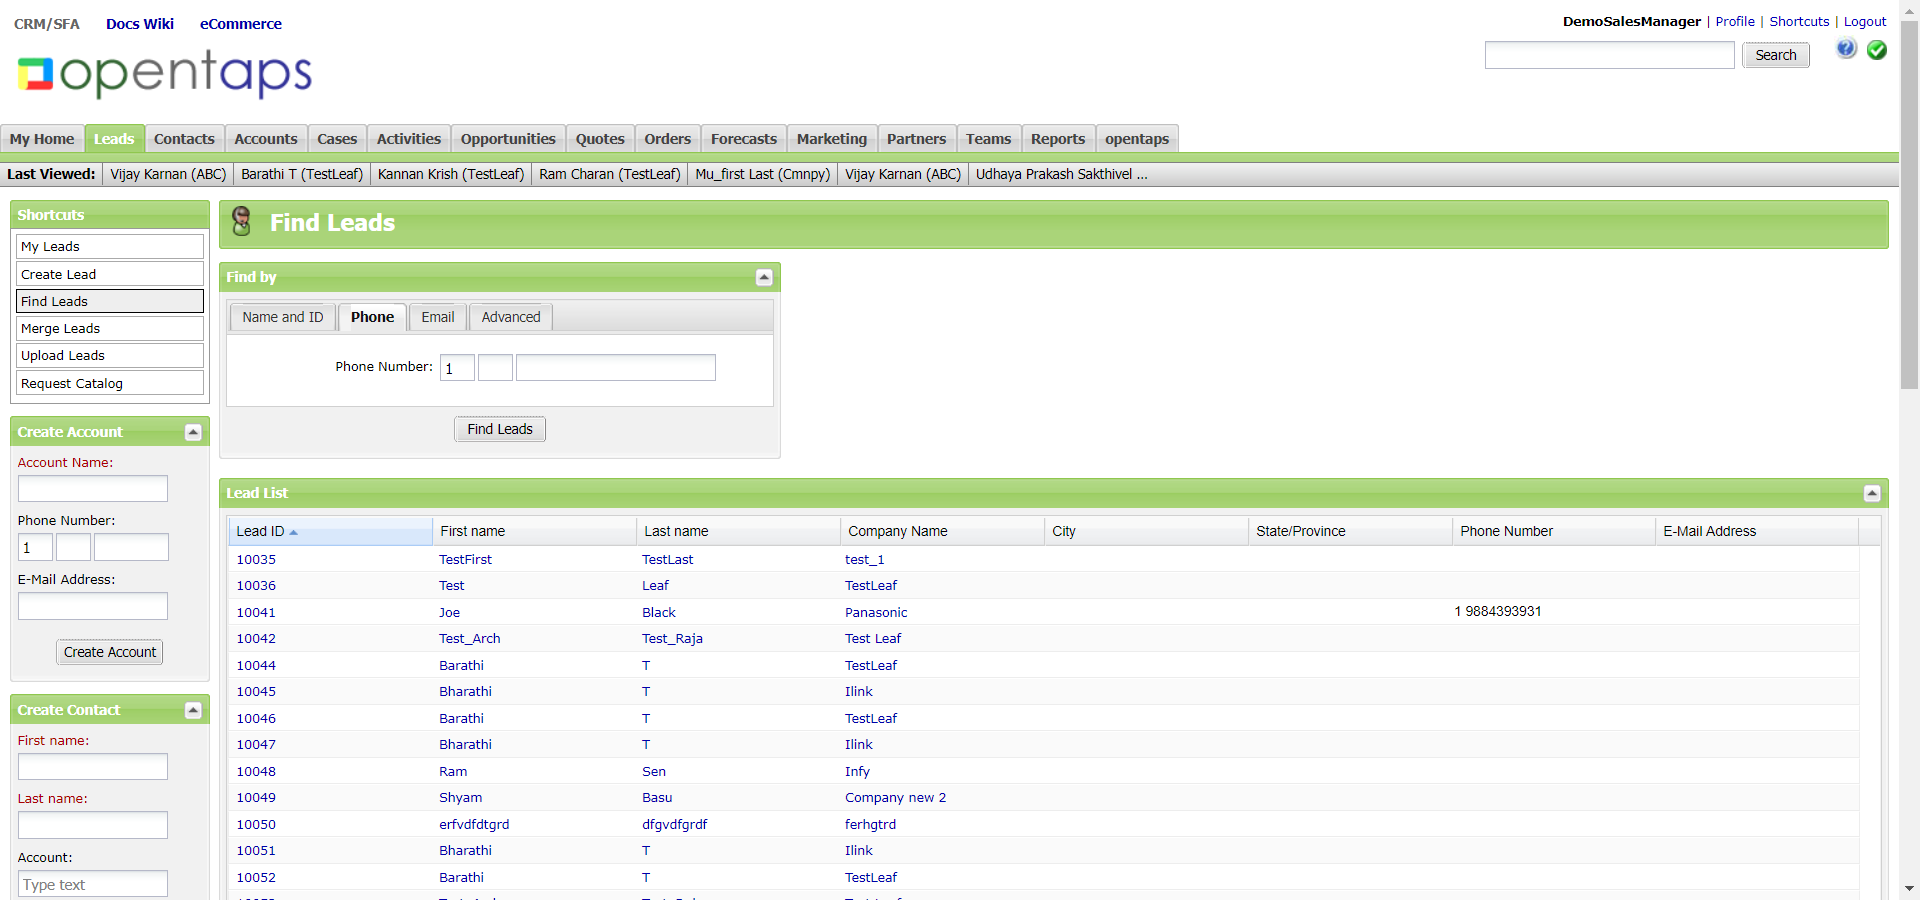 CRM/SFA Docs Wiki eCommerce
DemoSalesManager | Profile | Shortcuts | Logout
Search
opentaps
My Home Leads Contacts Accounts Cases Activities Opportunities Quotes Orders Forecasts Marketing Partners Teams Reports opentaps
Last Viewed: Vijay Karnan (ABC) Barathi T (TestLeaf) Kannan Krish (TestLeaf) Ram Charan (TestLeaf) Mu_first Last (Cmnpy) Vijay Karnan (ABC) Udhaya Prakash Sakthivel ...
Shortcuts
My Leads
Create Lead
Find Leads
Merge Leads
Upload Leads
Request Catalog
Create Account
Account Name:
Phone Number:
1
E-Mail Address:
Create Account
Create Contact
First name:
Last name:
Account:
Type text
Find Leads
Find by
Name and ID Phone Email Advanced
Phone Number: 1
Find Leads
Lead List
Lead ID First name Last name Company Name City State/Province Phone Number E-Mail Address
10035 TestFirst TestLast test_1
10036 Test Leaf TestLeaf
10041 Joe Black Panasonic 1 9884393931
10042 Test_Arch Test_Raja Test Leaf
10044 Barathi T TestLeaf
10045 Bharathi T Ilink
10046 Barathi T TestLeaf
10047 Bharathi T Ilink
10048 Ram Sen Infy
10049 Shyam Basu Company new 2
10050 erfvdfdtgrd dfgvdfgrdf ferhgtrd
10051 Bharathi T Ilink
10052 Barathi T TestLeaf